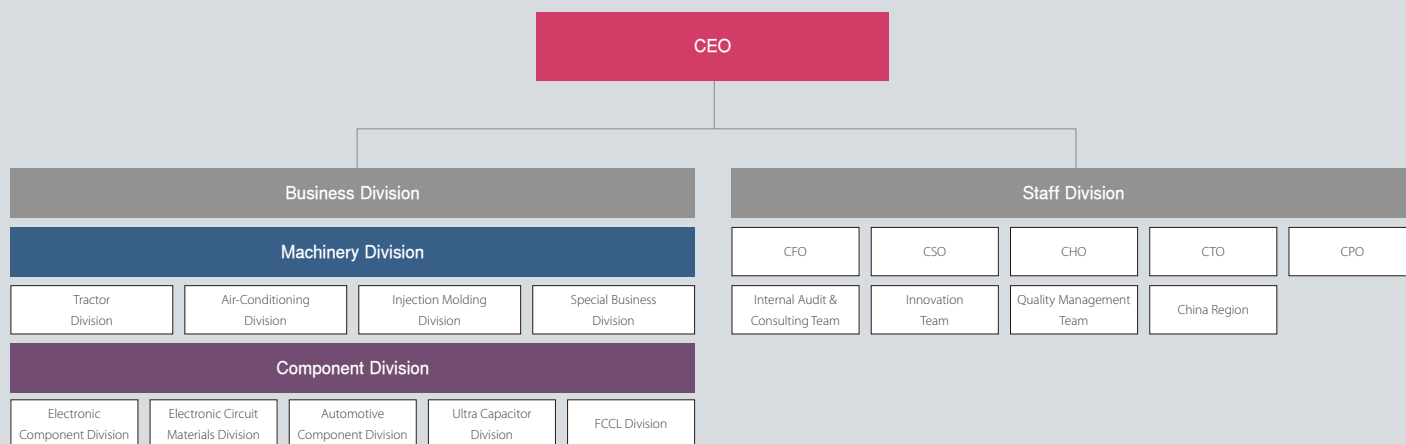 CEO
Business Division
Machinery Division
Tractor
Division
Air-Conditioning
Division
Injection Molding
Division
Special Business
Division
Component Division
Electronic
Component Division
Electronic Circuit
Materials Division
Automotive
Component Division
Ultra Capacitor
Division
FCCL Division
Staff Division
CFO
CSO
CHO
CTO
CPO
Internal Audit &
Consulting Team
Innovation
Team
Quality Management
Team
China Region